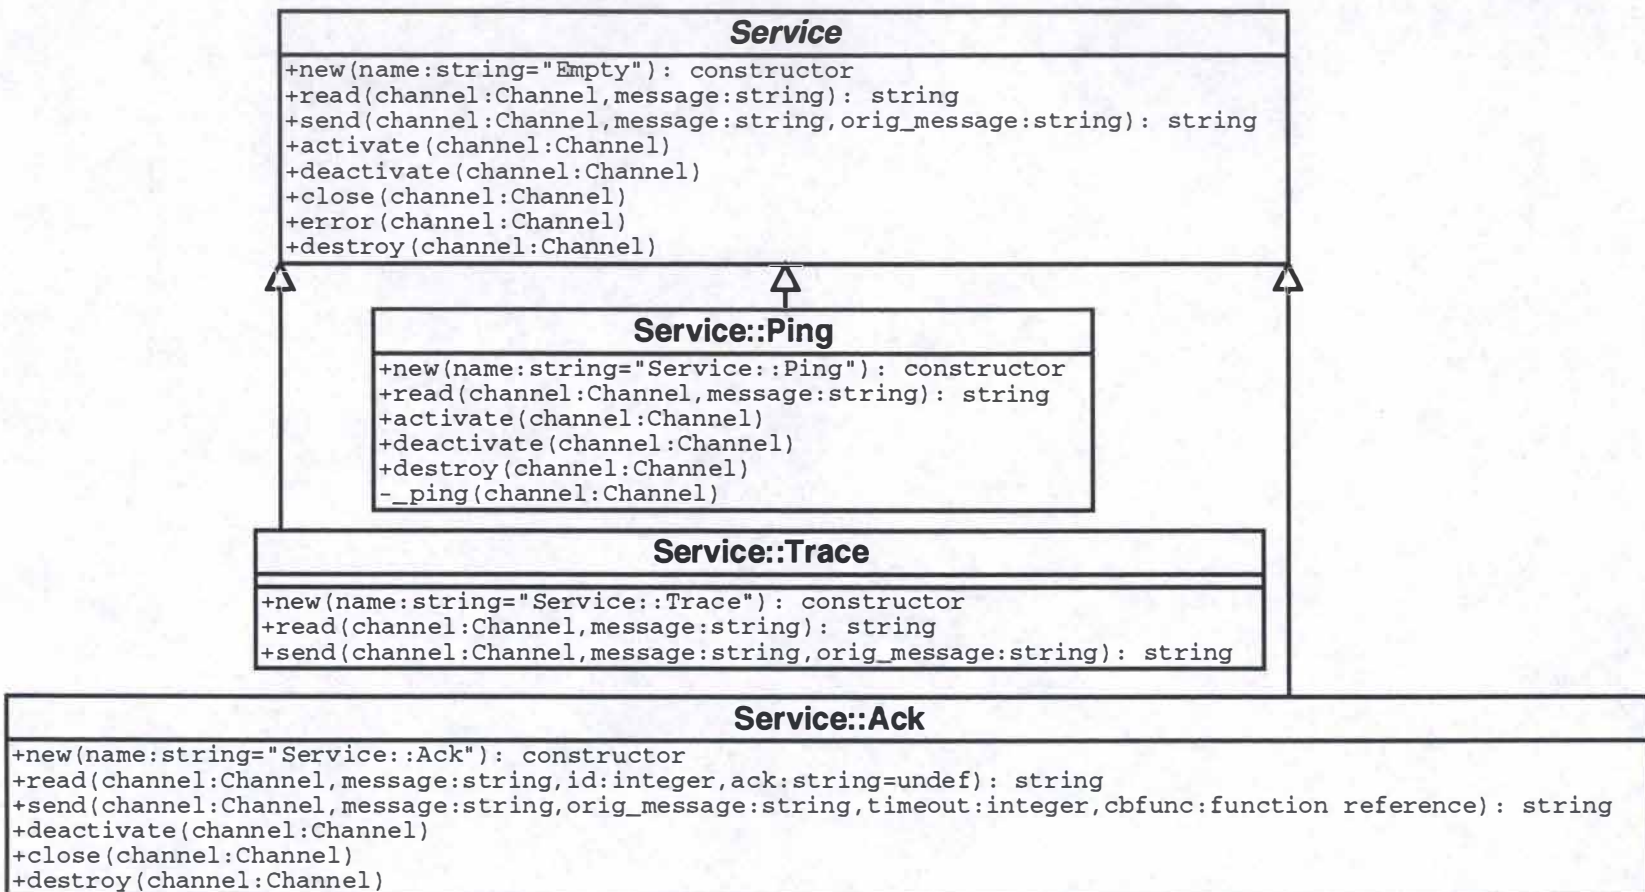 Service
+new(name:string="Empty"): constructor
+read(channel:Channel,message:string): string
+send(channel:Channel,message:string,orig_message:string): string
+activate(channel:Channel)
+deactivate(channel:Channel)
+close(channel:Channel)
+error(channel:Channel)
+destroy(channel:Channel)
Service::Ping
+new(name:string="Service::Ping"): constructor
+read(channel:Channel,message:string): string
+activate(channel:Channel)
+deactivate(channel:Channel)
+destroy(channel:Channel)
-_ping(channel:Channel)
Service::Trace
+new(name:string="Service::Trace"): constructor
+read(channel:Channel,message:string): string
+send(channel:Channel,message:string,orig_message:string): string
Service::Ack
+new(name:string="Service::Ack"): constructor
+read(channel:Channel,message:string,id:integer,ack:string=undef): string
+send(channel:Channel,message:string,orig_message:string,timeout:integer,cbfunc:function reference): string
+deactivate(channel:Channel)
+close(channel:Channel)
+destroy(channel:Channel)